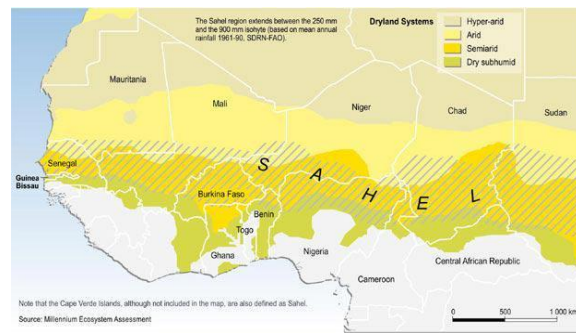 The Sahel region extends between the 250 mm
and the 900 mm isohyte (based on mean annual
rainfall 1961-90, SDRN-FAO).
Dryland Systems
Hyper-arid
Arid
Semiarid
Dry subhumid
Mauritania
Mali
Niger
Chad
Sudan
Senegal
SAHEL
Guinea
Bissau
Burkina Faso
Benin
Togo
Ghana
Nigeria
Cameroon
Central African Republic
Note that the Cape Verde Islands, although not included in the map, are also defined as Sahel.
Source: Millennium Ecosystem Assessment
0 500 1 000 km